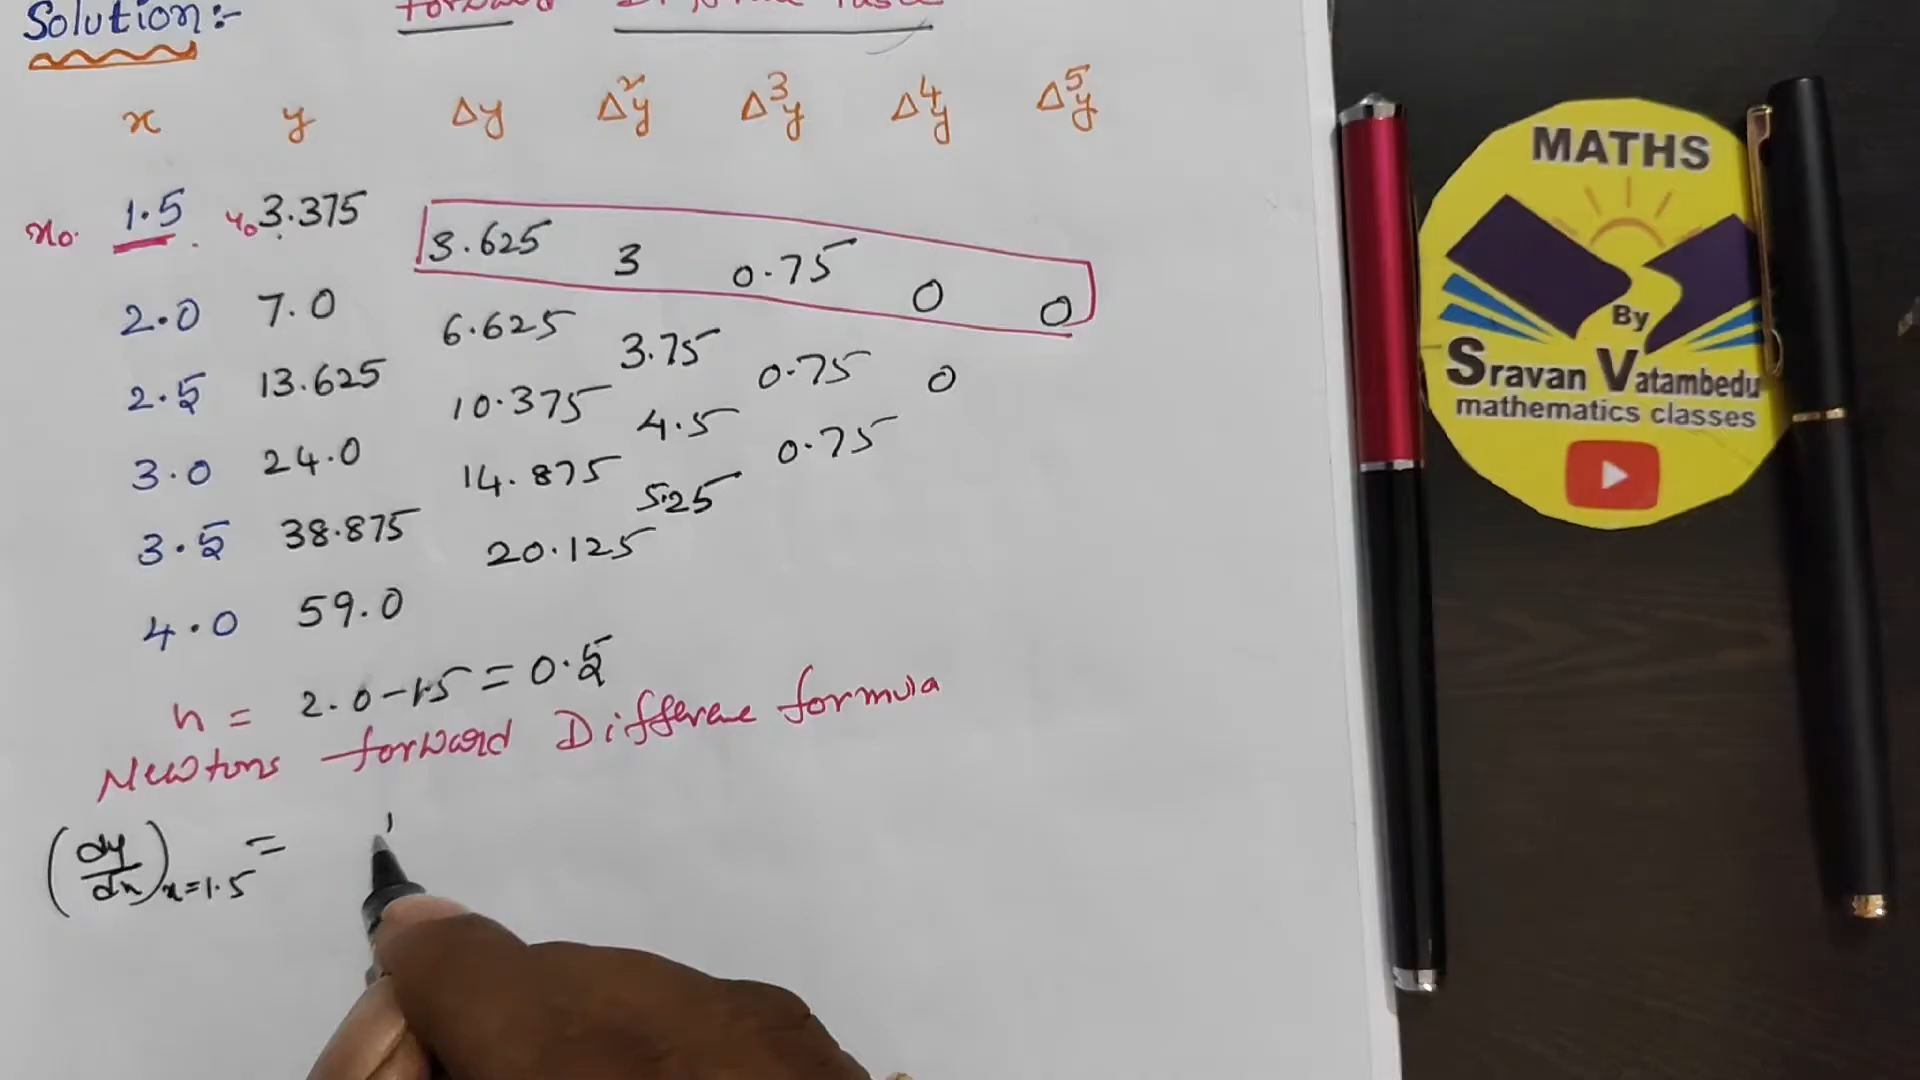 Solution:-
x y Δy Δ²y Δ³y Δ⁴y Δ⁵y
x₀. 1.5 y₀ 3.375 3.625 3 0.75 0 0
2.0 7.0 6.625 3.75 0.75 0
2.5 13.625 10.375 4.5 0.75
3.0 24.0 14.875 5.25
3.5 38.875 20.125
4.0 59.0
h = 2.0-1.5 = 0.5
Newtons forward Differene formula
(dy/dx)x=1.5 =
MATHS
By
Sravan Vatambedu
mathematics classes